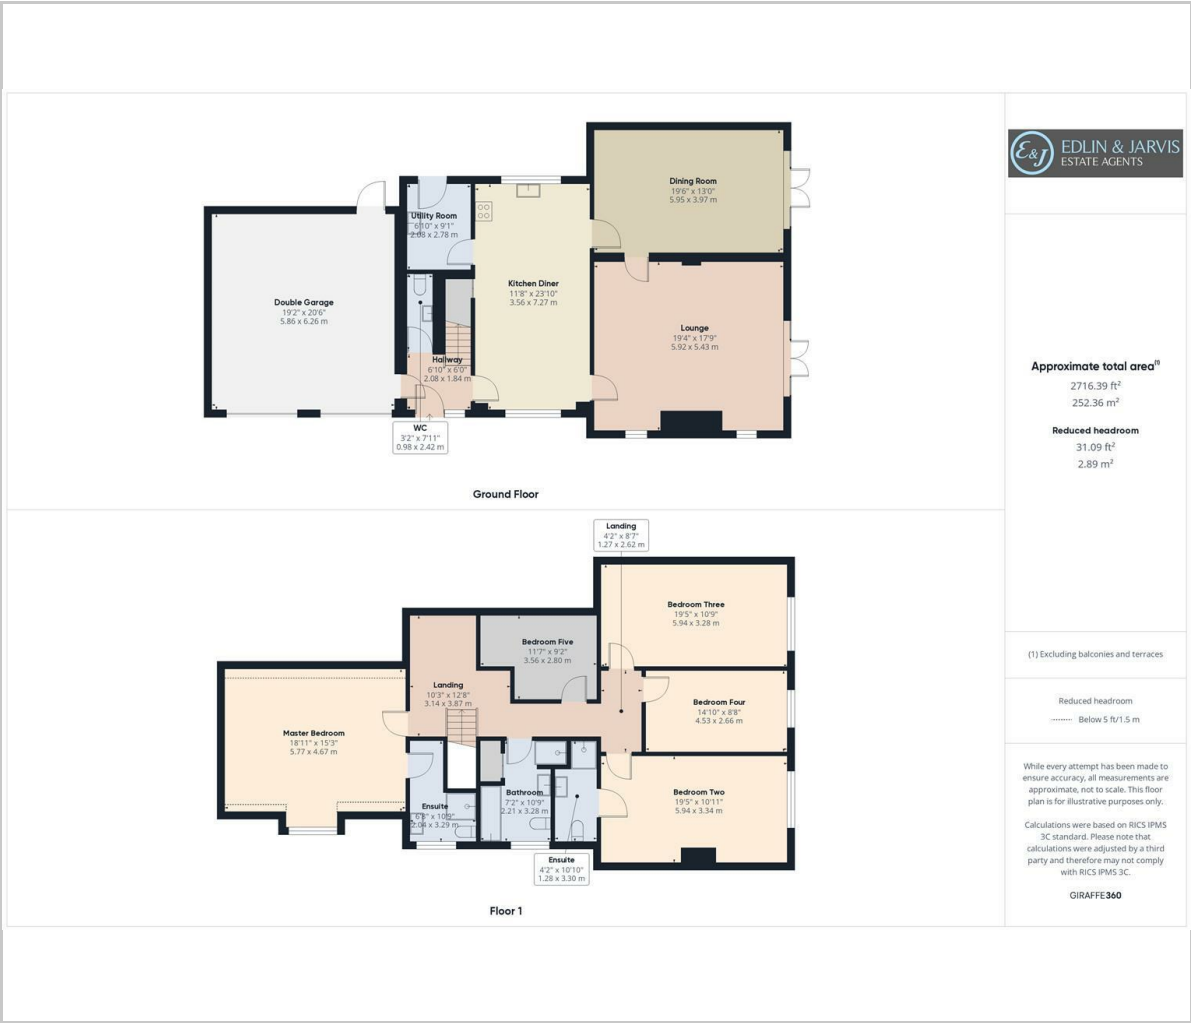 E&J
EDLIN & JARVIS
ESTATE AGENTS
Dining Room
19'6" x 13'0"
5.95 x 3.97 m
Utility Room
6'10" x 9'1"
2.08 x 2.78 m
Kitchen Diner
11'8" x 23'10"
3.56 x 7.27 m
Double Garage
19'2" x 20'6"
5.86 x 6.26 m
Lounge
19'4" x 17'9"
5.92 x 5.43 m
Hallway
6'10" x 6'0"
2.08 x 1.84 m
WC
3'2" x 7'11"
0.98 x 2.42 m
Ground Floor
Landing
4'2" x 8'7"
1.27 x 2.62 m
Bedroom Three
19'5" x 10'9"
5.94 x 3.28 m
Bedroom Five
11'7" x 9'2"
3.56 x 2.80 m
Landing
10'3" x 12'8"
3.14 x 3.87 m
Bedroom Four
14'10" x 8'8"
4.53 x 2.66 m
Master Bedroom
18'11" x 15'3"
5.77 x 4.67 m
Bedroom Two
19'5" x 10'11"
5.94 x 3.34 m
Bathroom
7'2" x 10'9"
2.21 x 3.28 m
Ensuite
6'8" x 10'9"
2.04 x 3.29 m
Ensuite
4'2" x 10'10"
1.28 x 3.30 m
Floor 1
Approximate total area(1)
2716.39 ft²
252.36 m²
Reduced headroom
31.09 ft²
2.89 m²
(1) Excluding balconies and terraces
Reduced headroom
Below 5 ft/1.5 m
While every attempt has been made to
ensure accuracy, all measurements are
approximate, not to scale. This floor
plan is for illustrative purposes only.
Calculations were based on RICS IPMS
3C standard. Please note that
calculations were adjusted by a third
party and therefore may not comply
with RICS IPMS 3C.
GIRAFFE360